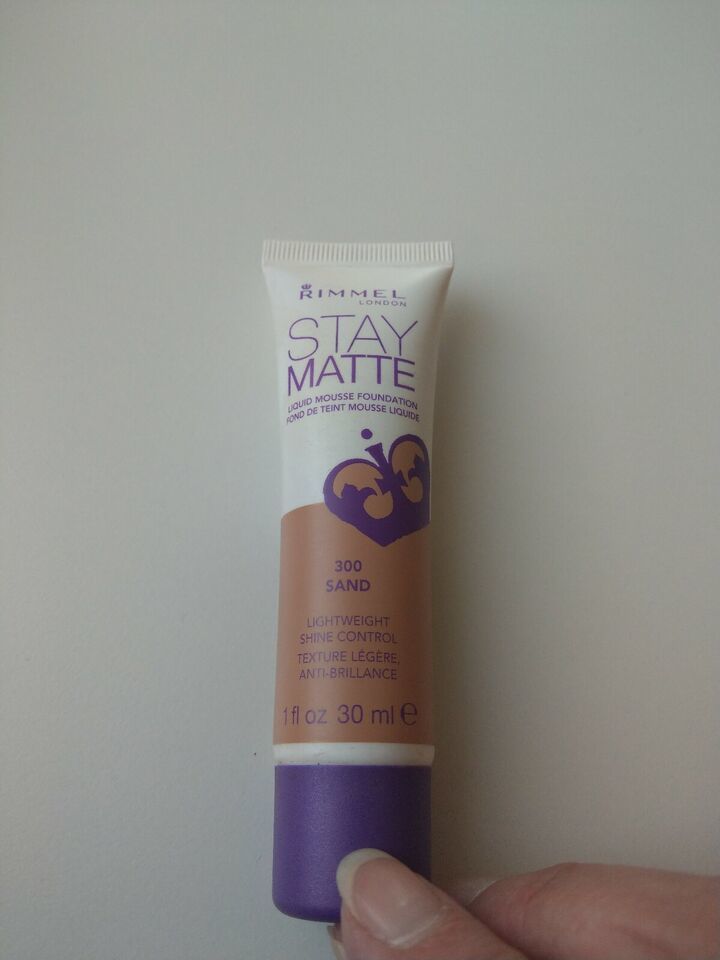 RIMMEL
LONDON
STAY
MATTE
LIQUID MOUSSE FOUNDATION
FOND DE TEINT MOUSSE LIQUIDE
300
SAND
LIGHTWEIGHT
SHINE CONTROL
TEXTURE LÉGÈRE,
ANTI-BRILLANCE
1 fl oz 30 ml ℮